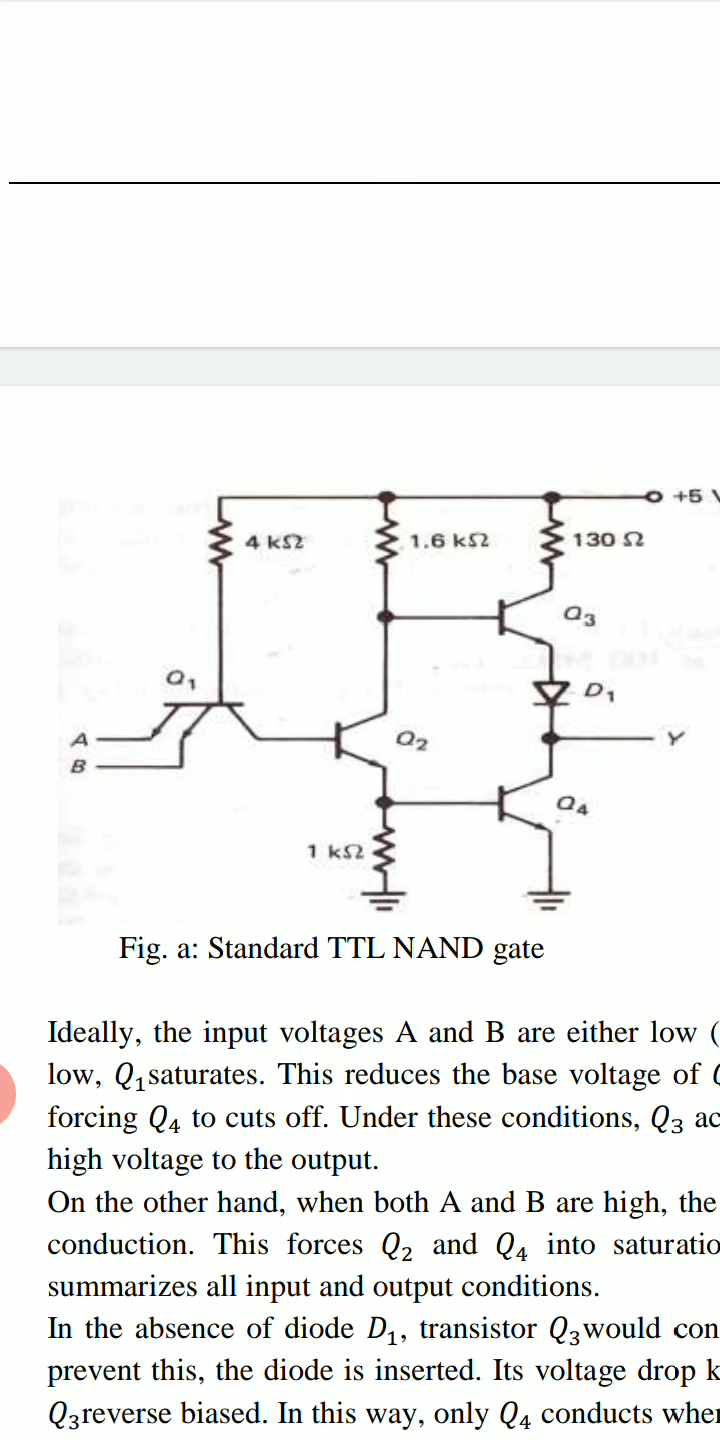 +5
4 kΩ
1.6 kΩ
130 Ω
Q3
Q1
D1
A
Q2
Y
B
Q4
1 kΩ
Fig. a: Standard TTL NAND gate
Ideally, the input voltages A and B are either low (
low, Q1saturates. This reduces the base voltage of
forcing Q4 to cuts off. Under these conditions, Q3 ac
high voltage to the output.
On the other hand, when both A and B are high, the
conduction. This forces Q2 and Q4 into saturatio
summarizes all input and output conditions.
In the absence of diode D1, transistor Q3would con
prevent this, the diode is inserted. Its voltage drop k
Q3reverse biased. In this way, only Q4 conducts when